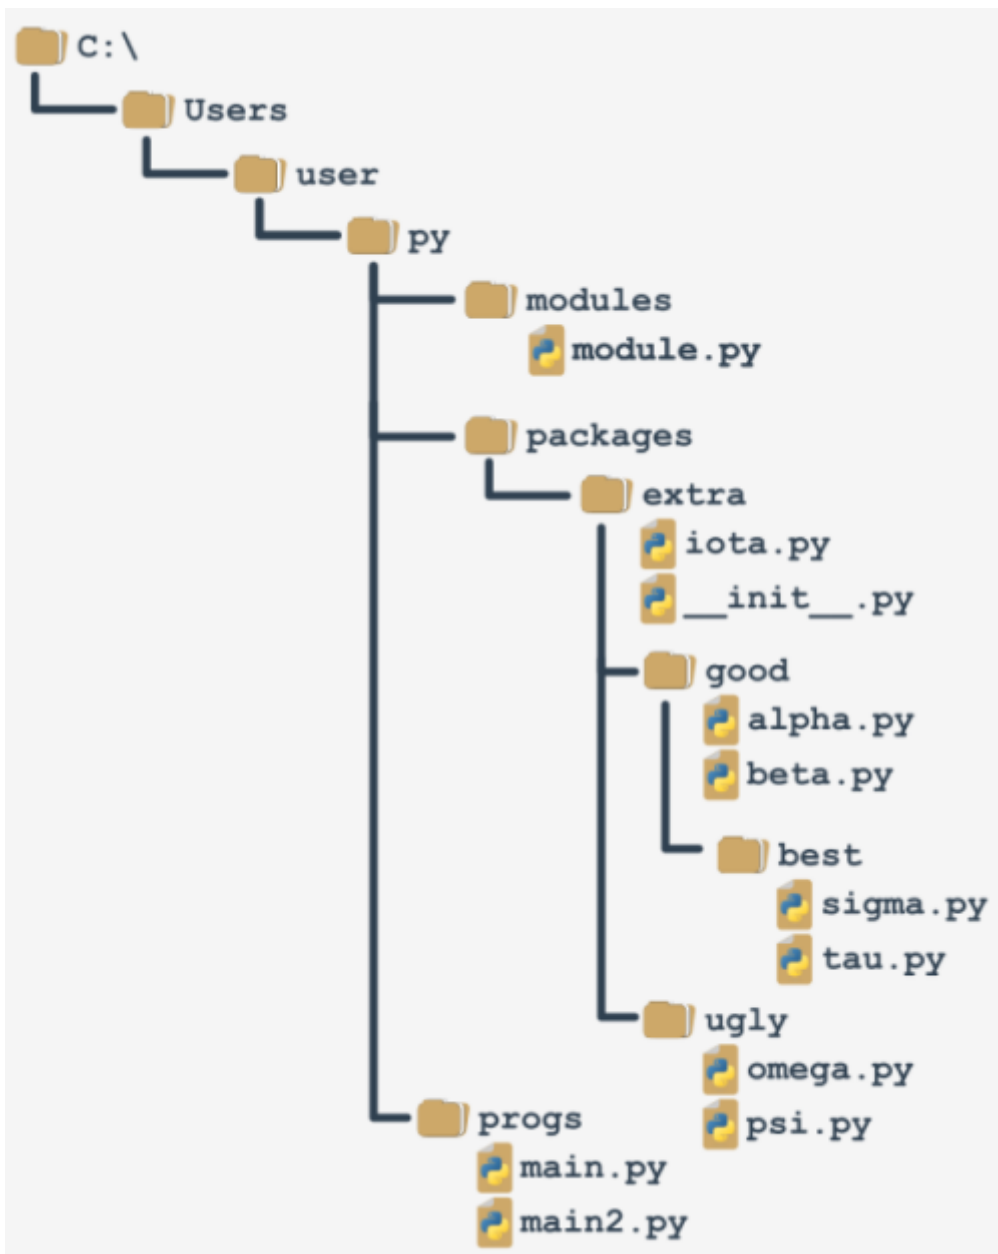 C:\
Users
user
py
modules
module.py
packages
extra
iota.py
__init__.py
good
alpha.py
beta.py
best
sigma.py
tau.py
ugly
omega.py
progs
psi.py
main.py
main2.py